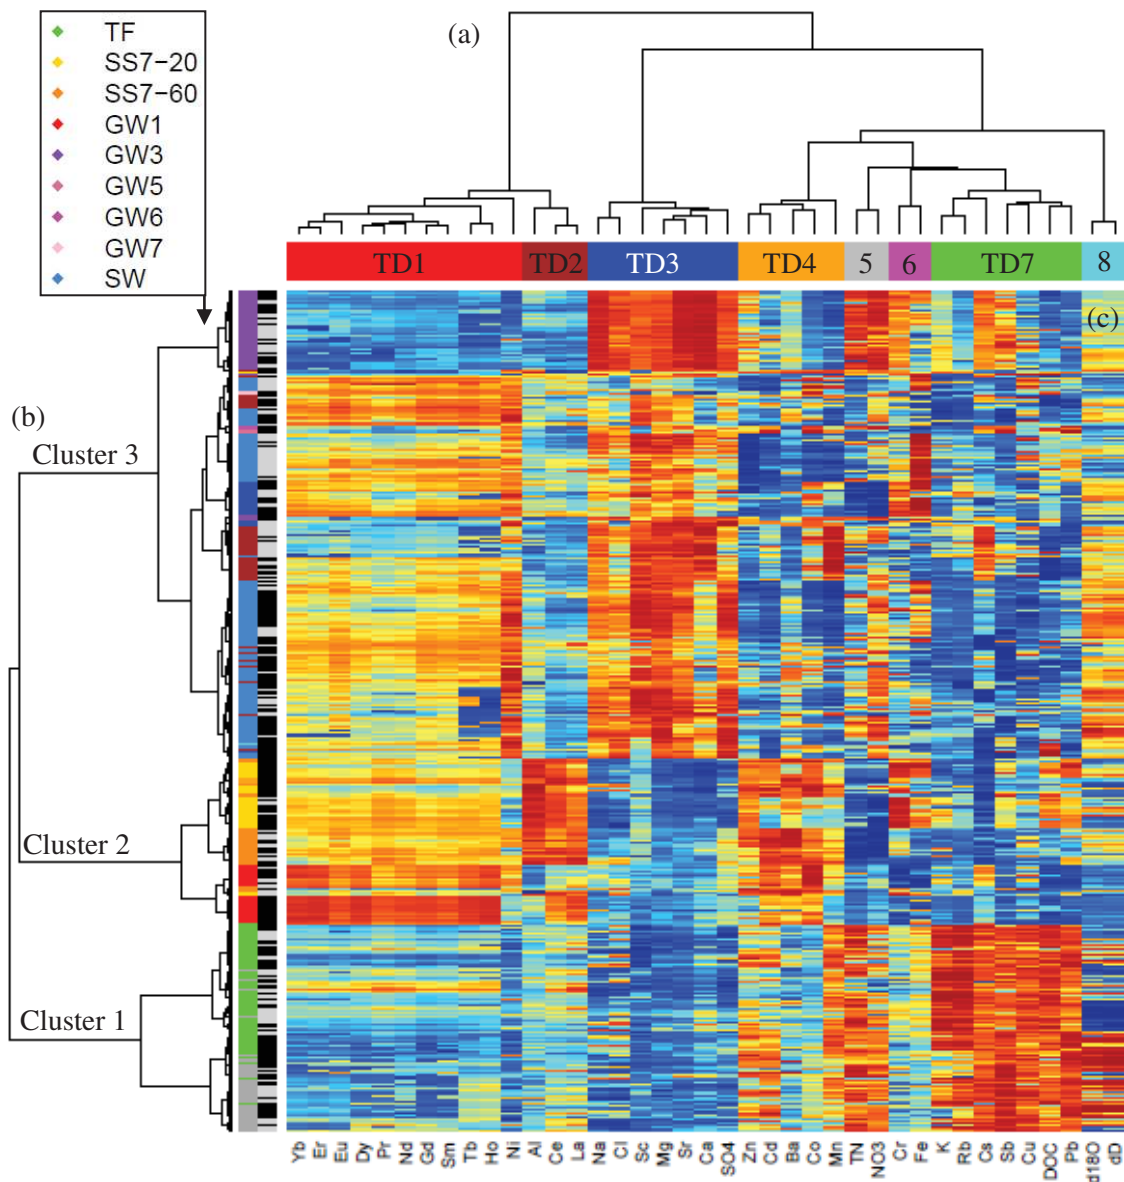 TF
SS7−20
SS7−60
GW1
GW3
GW5
GW6
GW7
SW
(a)
TD1 TD2 TD3 TD4 5 6 TD7 8
(c)
(b)
Cluster 3
Cluster 2
Cluster 1
Yb Er Eu Dy Pr Nd Gd Sm Tb Ho Ni Al Ce La Na Cl Sc Mg Sr Ca SO4 Zn Cd Ba Co Mn TN NO3 Cr Fe K Rb Cs Sb Cu DOC Pb d18O dD